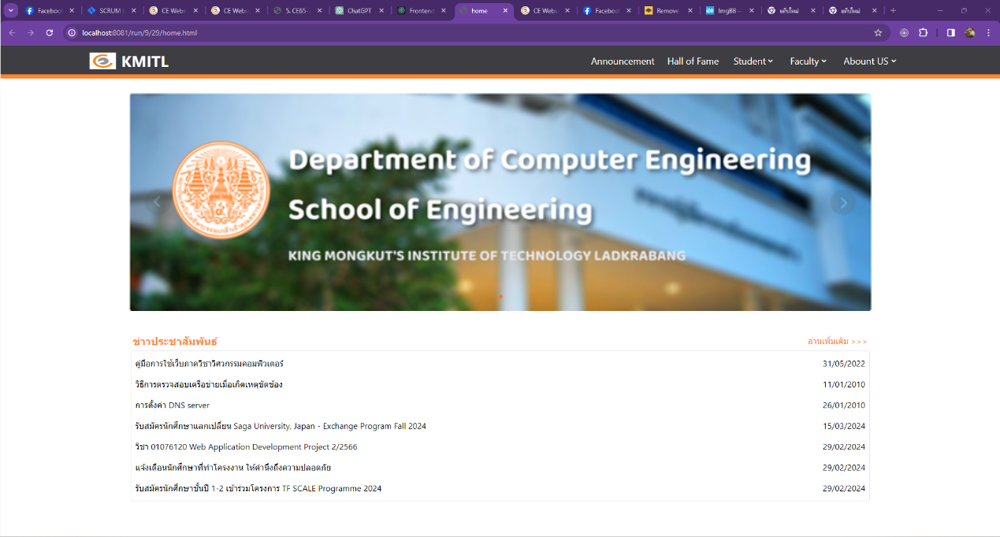 Facebook
SCRUM
CE Webs
CE Webs
5. CE65-
ChatGPT
Frontend
home
CE Webs
Facebook
Remove
ImgBB —
แท็บใหม่
แท็บใหม่
localhost:8081/run/9/29/home.html
KMITL
Announcement Hall of Fame Student Faculty Abount US
Department of Computer Engineering
School of Engineering
KING MONGKUT'S INSTITUTE OF TECHNOLOGY LADKRABANG
ข่าวประชาสัมพันธ์ อ่านเพิ่มเติม >>>
คู่มือการใช้เว็บภาควิชาวิศวกรรมคอมพิวเตอร์ 31/05/2022
วิธีการตรวจสอบเครือข่ายเมื่อเกิดเหตุขัดข้อง 11/01/2010
การตั้งค่า DNS server 26/01/2010
รับสมัครนักศึกษาแลกเปลี่ยน Saga University, Japan - Exchange Program Fall 2024 15/03/2024
วิชา 01076120 Web Application Development Project 2/2566 29/02/2024
แจ้งเตือนนักศึกษาที่ทำโครงงาน ให้คำนึงถึงความปลอดภัย 29/02/2024
รับสมัครนักศึกษาชั้นปี 1-2 เข้าร่วมโครงการ TF SCALE Programme 2024 29/02/2024